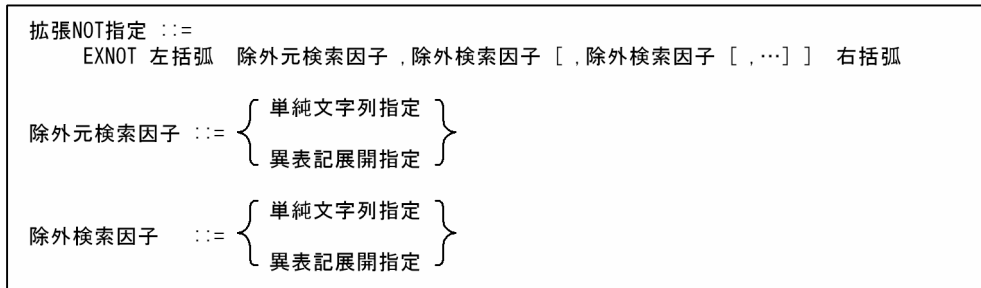 拡張NOT指定 ::=
EXNOT 左括弧 除外元検索因子 ,除外検索因子 [ ,除外検索因子 [ ,…] ] 右括弧
単純文字列指定
除外元検索因子 ::=
異表記展開指定
単純文字列指定
除外検索因子 ::=
異表記展開指定